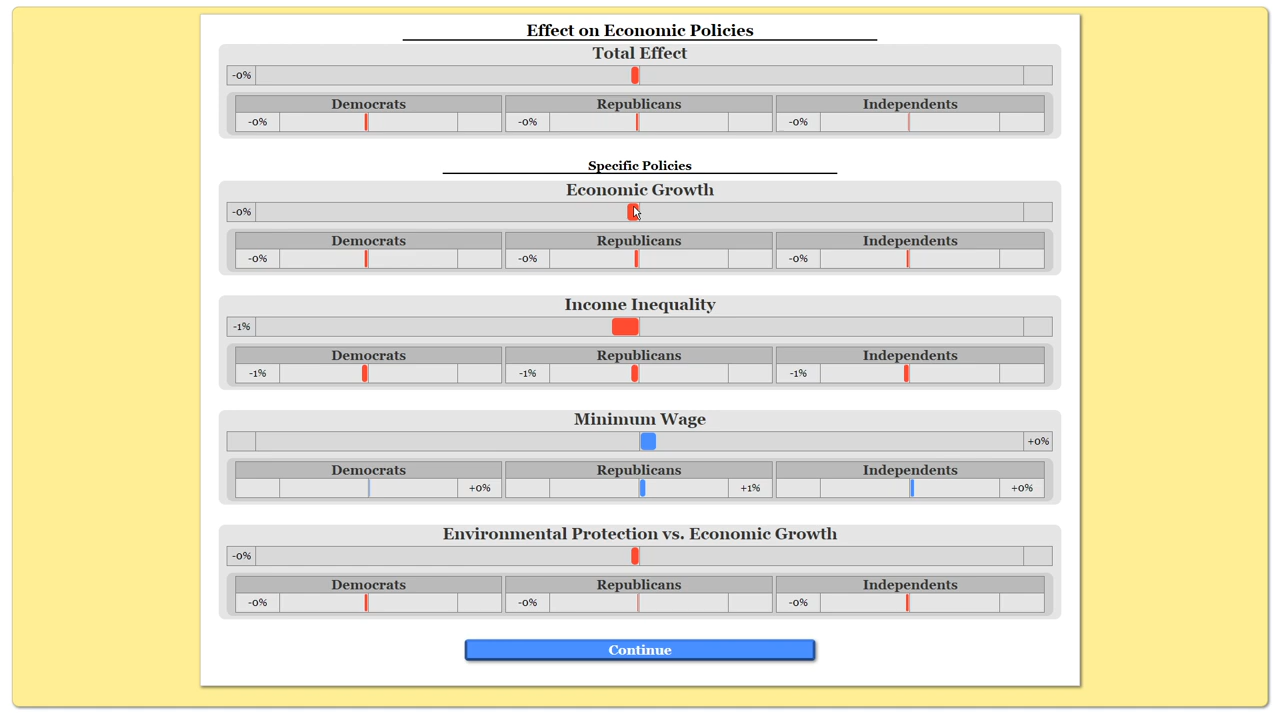 Effect on Economic Policies
Total Effect
-0%
Democrats Republicans Independents
-0% -0% -0%
Specific Policies
Economic Growth
-0%
Democrats Republicans Independents
-0% -0% -0%
Income Inequality
-1%
Democrats Republicans Independents
-1% -1% -1%
Minimum Wage
+0%
Democrats Republicans Independents
+0% +1% +0%
Environmental Protection vs. Economic Growth
-0%
Democrats Republicans Independents
-0% -0% -0%
Continue